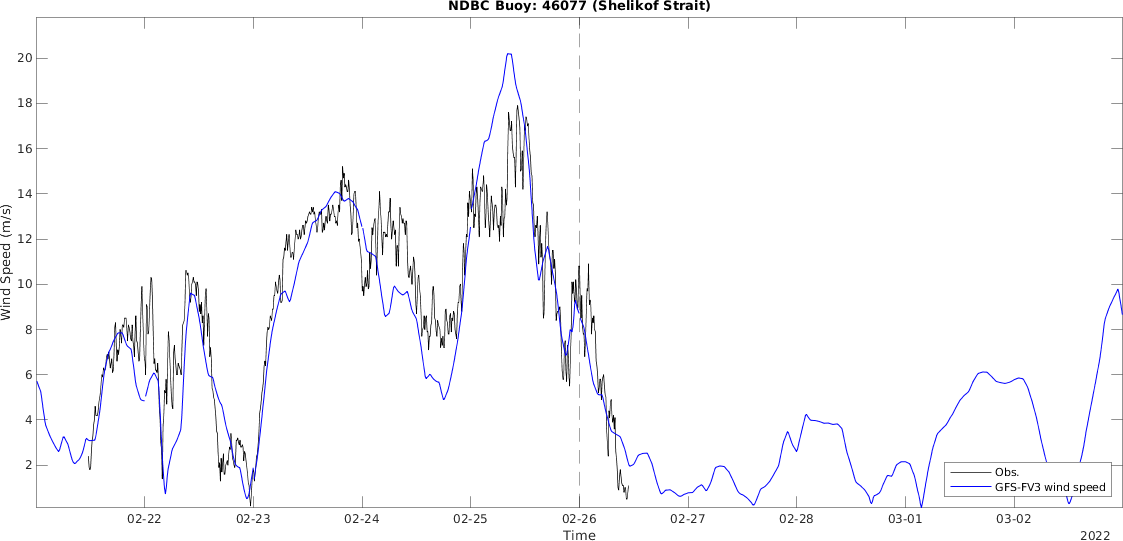 NDBC Buoy: 46077 (Shelikof Strait)
Wind Speed (m/s)
20
18
16
14
12
10
8
6
4
2
02-22 02-23 02-24 02-25 02-26 02-27 02-28 03-01 03-02
Time
2022
Obs.
GFS-FV3 wind speed